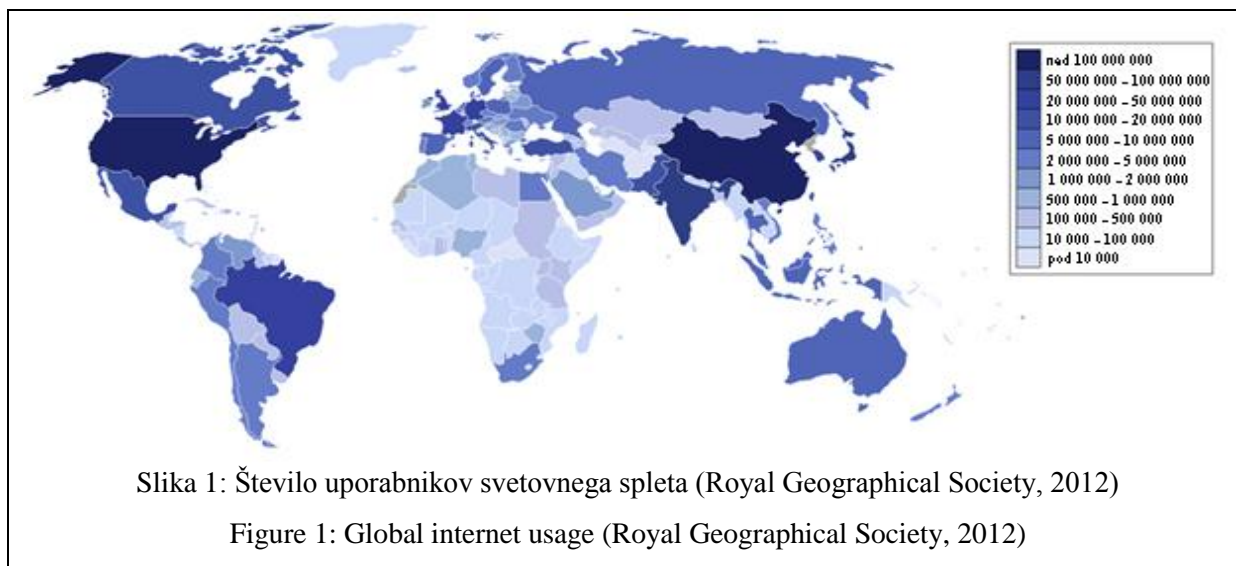 nad 100 000 000
50 000 000 -100 000 000
20 000 000 -50 000 000
10 000 000 -20 000 000
5 000 000 -10 000 000
2 000 000 -5 000 000
1 000 000 -2 000 000
500 000 -1 000 000
100 000 -500 000
10 000 -100 000
pod 10 000
Slika 1: Število uporabnikov svetovnega spleta (Royal Geographical Society, 2012)
Figure 1: Global internet usage (Royal Geographical Society, 2012)